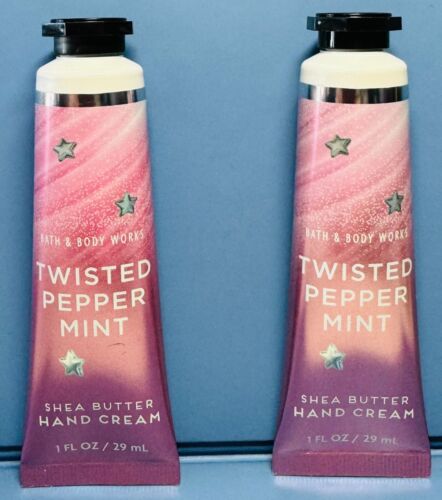 BATH & BODY WORKS
TWISTED
PEPPER
MINT
SHEA BUTTER
HAND CREAM
1 FL OZ / 29 mL
BATH & BODY WORKS
TWISTED
PEPPER
MINT
SHEA BUTTER
HAND CREAM
1 FL OZ / 29 mL